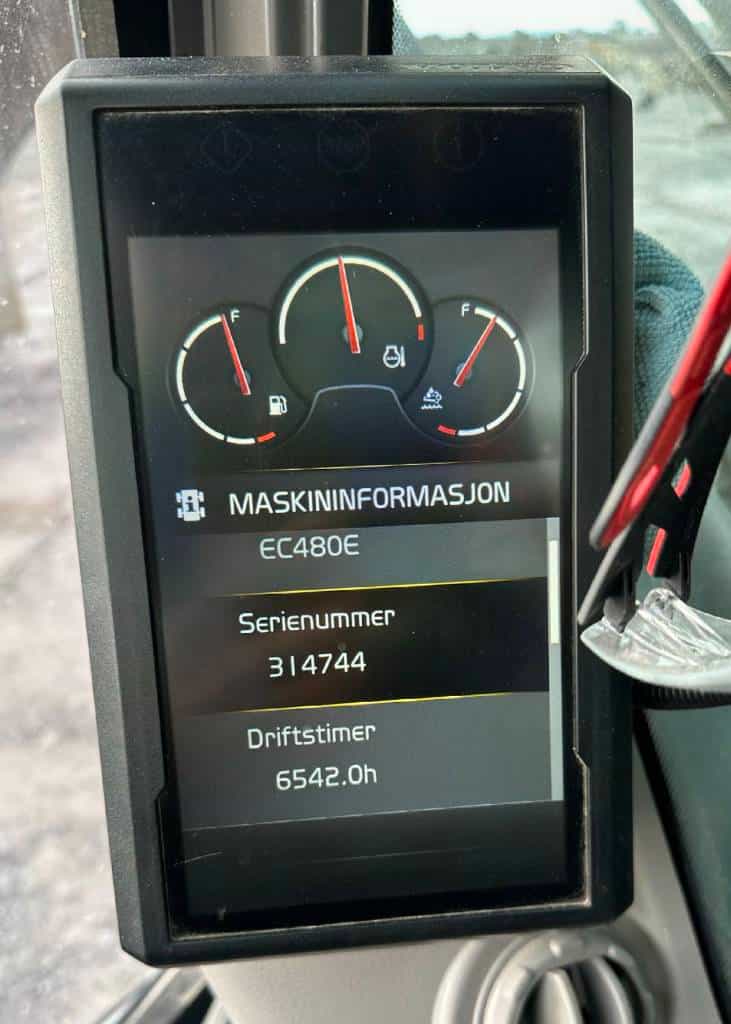 F
F
MASKININFORMASJON
EC480E
Serienummer
314744
Driftstimer
6542.0h